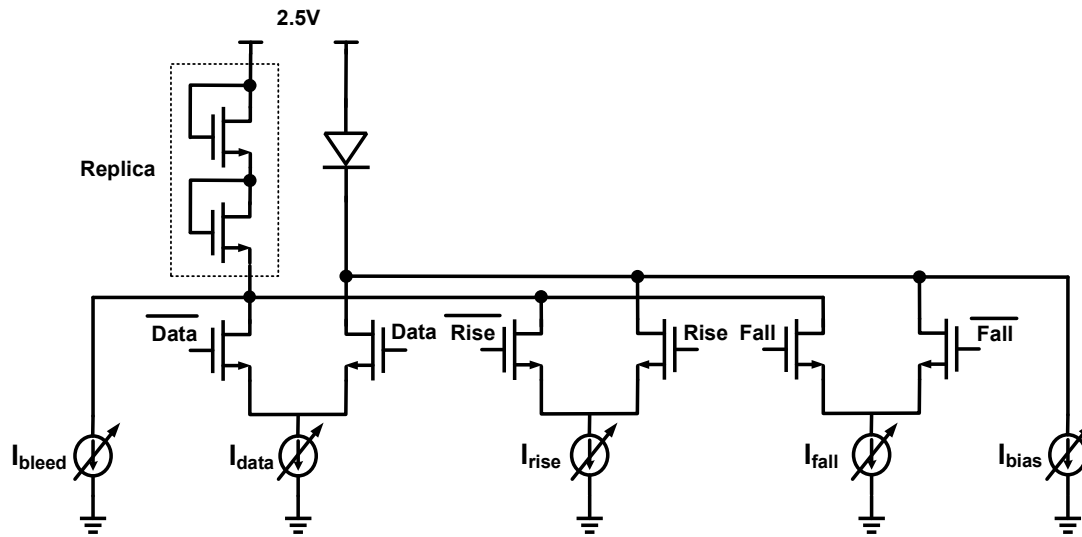 2.5V
Replica
Data
Data
Rise
Rise
Fall
Fall
Ibleed
Idata
Irise
Ifall
Ibias